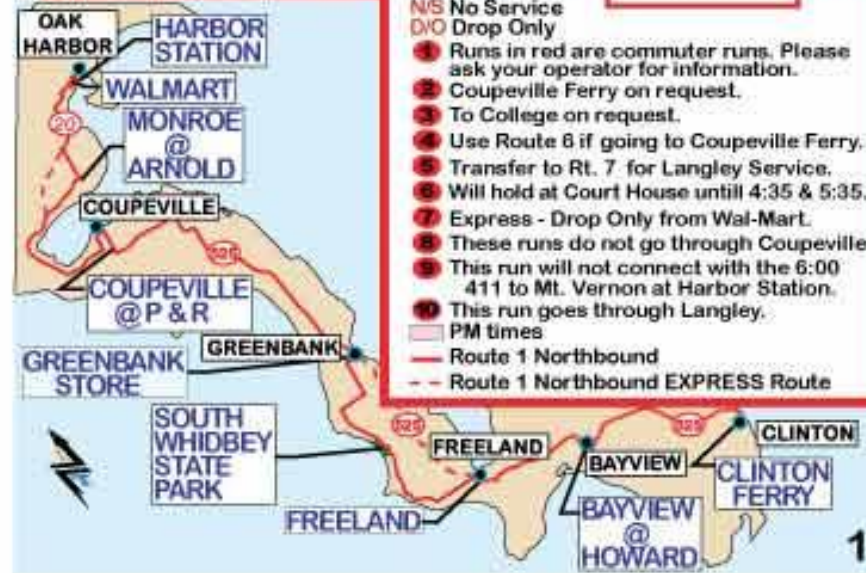 N/S No Service
D/O Drop Only
1 Runs in red are commuter runs. Please
ask your operator for information.
2 Coupeville Ferry on request.
3 To College on request.
4 Use Route 6 if going to Coupeville Ferry.
5 Transfer to Rt. 7 for Langley Service.
6 Will hold at Court House untill 4:35 & 5:35.
7 Express - Drop Only from Wal-Mart.
8 These runs do not go through Coupeville
9 This run will not connect with the 6:00
411 to Mt. Vernon at Harbor Station.
10 This run goes through Langley.
PM times
Route 1 Northbound
Route 1 Northbound EXPRESS Route
OAK
HARBOR
HARBOR
STATION
WALMART
20
MONROE
@
ARNOLD
COUPEVILLE
525
COUPEVILLE
@ P & R
GREENBANK
GREENBANK
STORE
SOUTH
WHIDBEY
STATE
PARK
525
FREELAND
FREELAND
BAYVIEW
BAYVIEW
@
HOWARD
525
CLINTON
CLINTON
FERRY
N
1